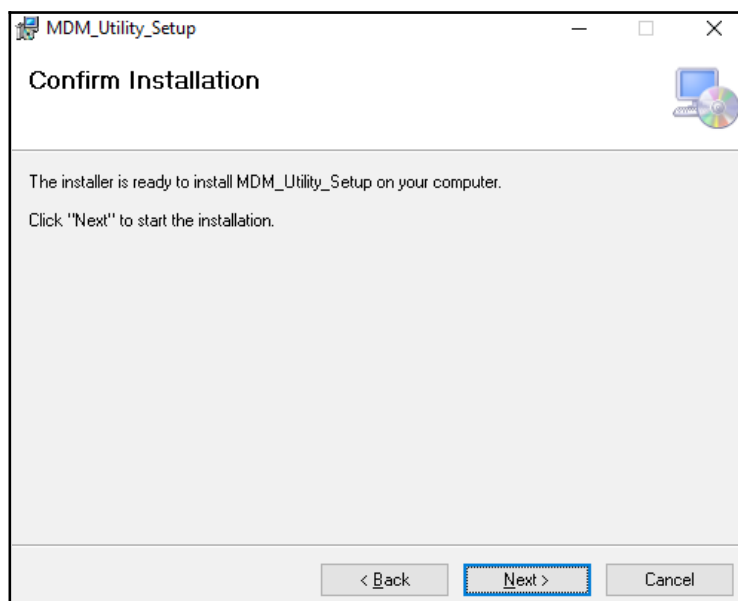 MDM_Utility_Setup
Confirm Installation
The installer is ready to install MDM_Utility_Setup on your computer.
Click "Next" to start the installation.
< Back
Next >
Cancel